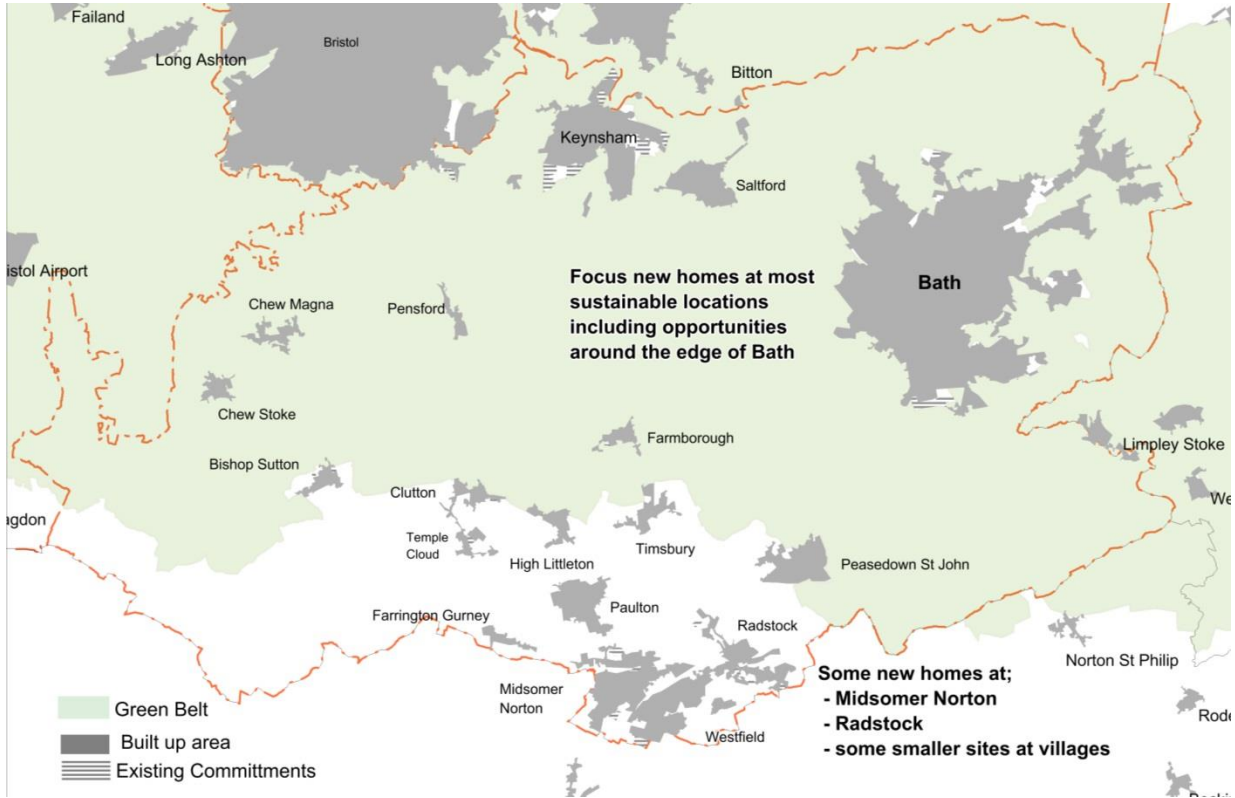 Failand
Long Ashton
Bristol
Bitton
Keynsham
Saltford
istol Airport
Chew Magna
Pensford
Focus new homes at most
sustainable locations
including opportunities
around the edge of Bath
Bath
Chew Stoke
Farmborough
Limpley Stoke
Bishop Sutton
Clutton
We
agdon
Temple
Cloud
High Littleton
Timsbury
Peasedown St John
Paulton
Farrington Gurney
Radstock
Norton St Philip
Some new homes at;
- Midsomer Norton
- Radstock
- some smaller sites at villages
Midsomer
Norton
Westfield
Rode
Green Belt
Built up area
Existing Committments